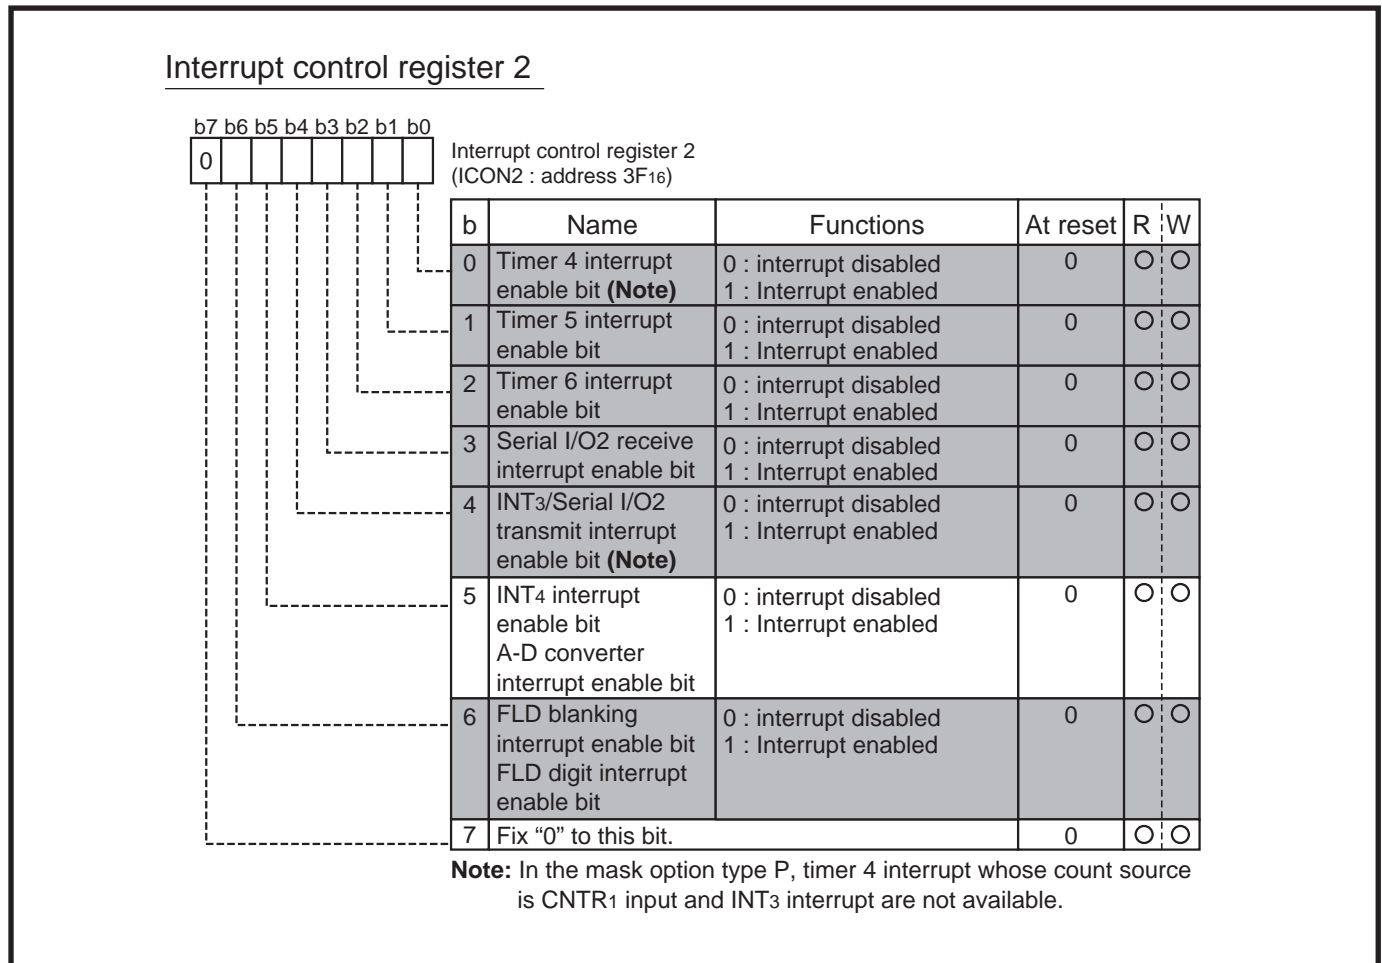 Interrupt control register 2
b7 b6 b5 b4 b3 b2 b1 b0
0
Interrupt control register 2
(ICON2 : address 3F16)
b Name Functions At reset R W
0 Timer 4 interrupt 0 : interrupt disabled 0 ○ ○
enable bit (Note) 1 : Interrupt enabled
1 Timer 5 interrupt 0 : interrupt disabled 0 ○ ○
enable bit 1 : Interrupt enabled
2 Timer 6 interrupt 0 : interrupt disabled 0 ○ ○
enable bit 1 : Interrupt enabled
3 Serial I/O2 receive 0 : interrupt disabled 0 ○ ○
interrupt enable bit 1 : Interrupt enabled
4 INT3/Serial I/O2 0 : interrupt disabled 0 ○ ○
transmit interrupt 1 : Interrupt enabled
enable bit (Note)
5 INT4 interrupt 0 : interrupt disabled 0 ○ ○
enable bit 1 : Interrupt enabled
A-D converter
interrupt enable bit
6 FLD blanking 0 : interrupt disabled 0 ○ ○
interrupt enable bit 1 : Interrupt enabled
FLD digit interrupt
enable bit
7 Fix “0” to this bit. 0 ○ ○
Note: In the mask option type P, timer 4 interrupt whose count source
is CNTR1 input and INT3 interrupt are not available.